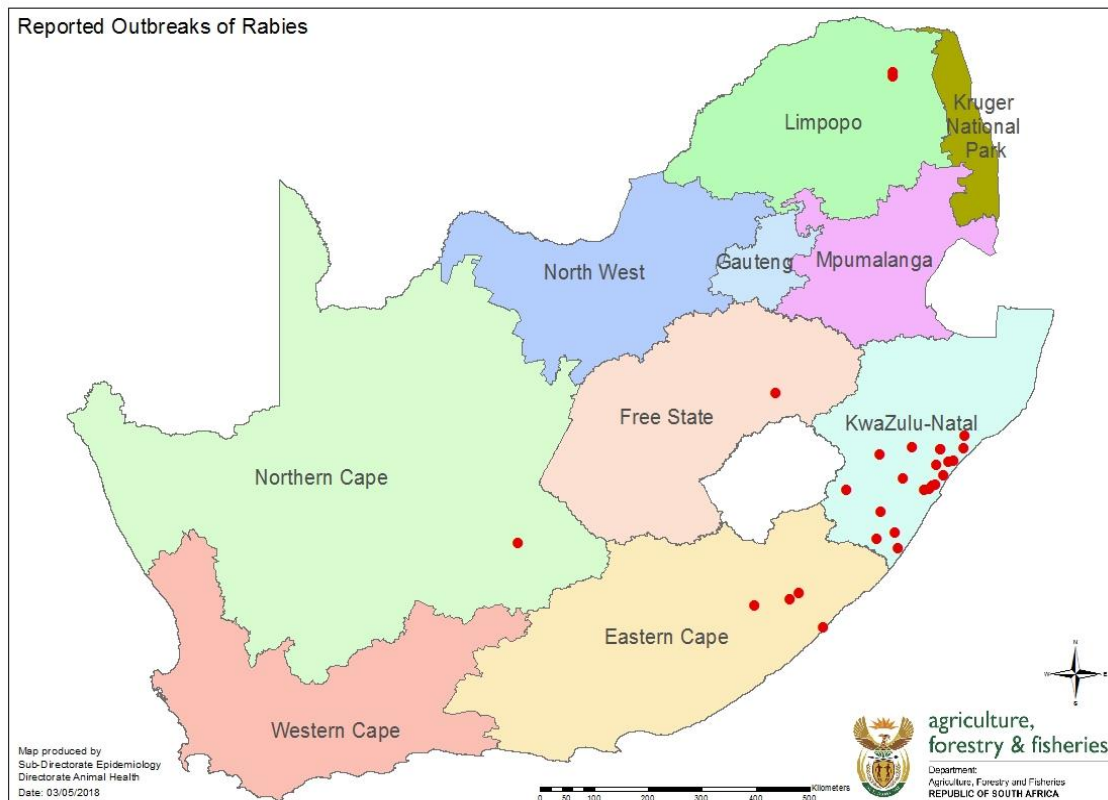 Reported Outbreaks of Rabies
Limpopo
Kruger
National
Park
North West
Gauteng
Mpumalanga
Free State
KwaZulu-Natal
Northern Cape
Eastern Cape
Western Cape
N
W
E
S
Map produced by
Sub-Directorate Epidemiology
Directorate Animal Health
Date: 03/05/2018
Kilometers
0 50 100 200 300 400 500
agriculture,
forestry & fisheries
Department:
Agriculture, Forestry and Fisheries
REPUBLIC OF SOUTH AFRICA